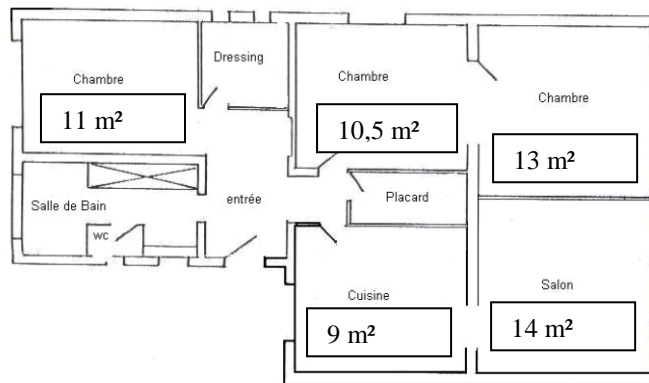 Dressing
Chambre
11 m²
Chambre
10,5 m²
Chambre
13 m²
Salle de Bain
wc
entrée
Placard
Cuisine
9 m²
Salon
14 m²